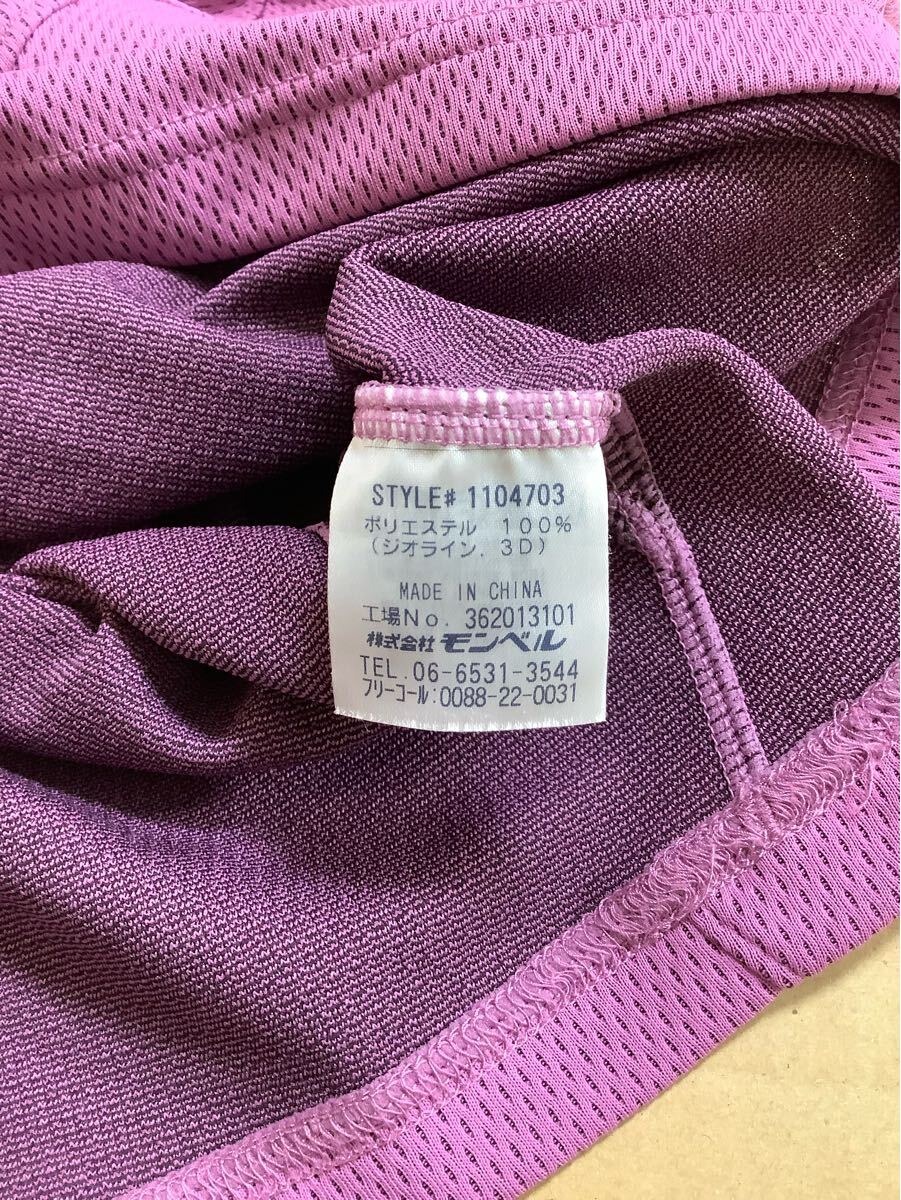 STYLE# 1104703
ポリエステル 100%
(ジオライン．3D)
MADE IN CHINA
工場No. 362013101
株式会社 モンベル
TEL. 06-6531-3544
フリーコール:0088-22-0031